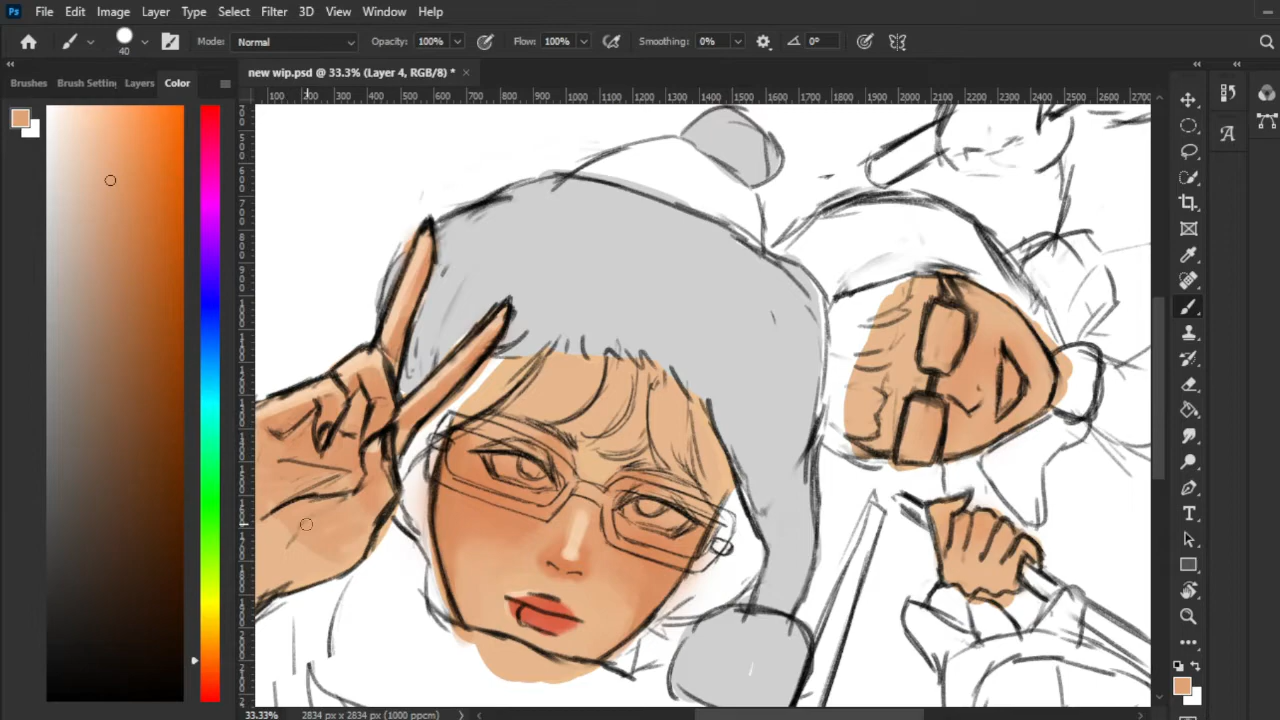 Ps File Edit Image Layer Type Select Filter 3D View Window Help
40 Mode: Normal Opacity: 100% Flow: 100% Smoothing: 0% 0°
new wip.psd @ 33.3% (Layer 4, RGB/8) * ×
Brushes Brush Setting Layers Color
100 200 300 400 500 600 700 800 900 1000 1100 1200 1300 1400 1500 1600 1700 1800 1900 2000 2100 2200 2300 2400 2500 2600 2700
33.33% 2834 px x 2834 px (1000 ppcm)